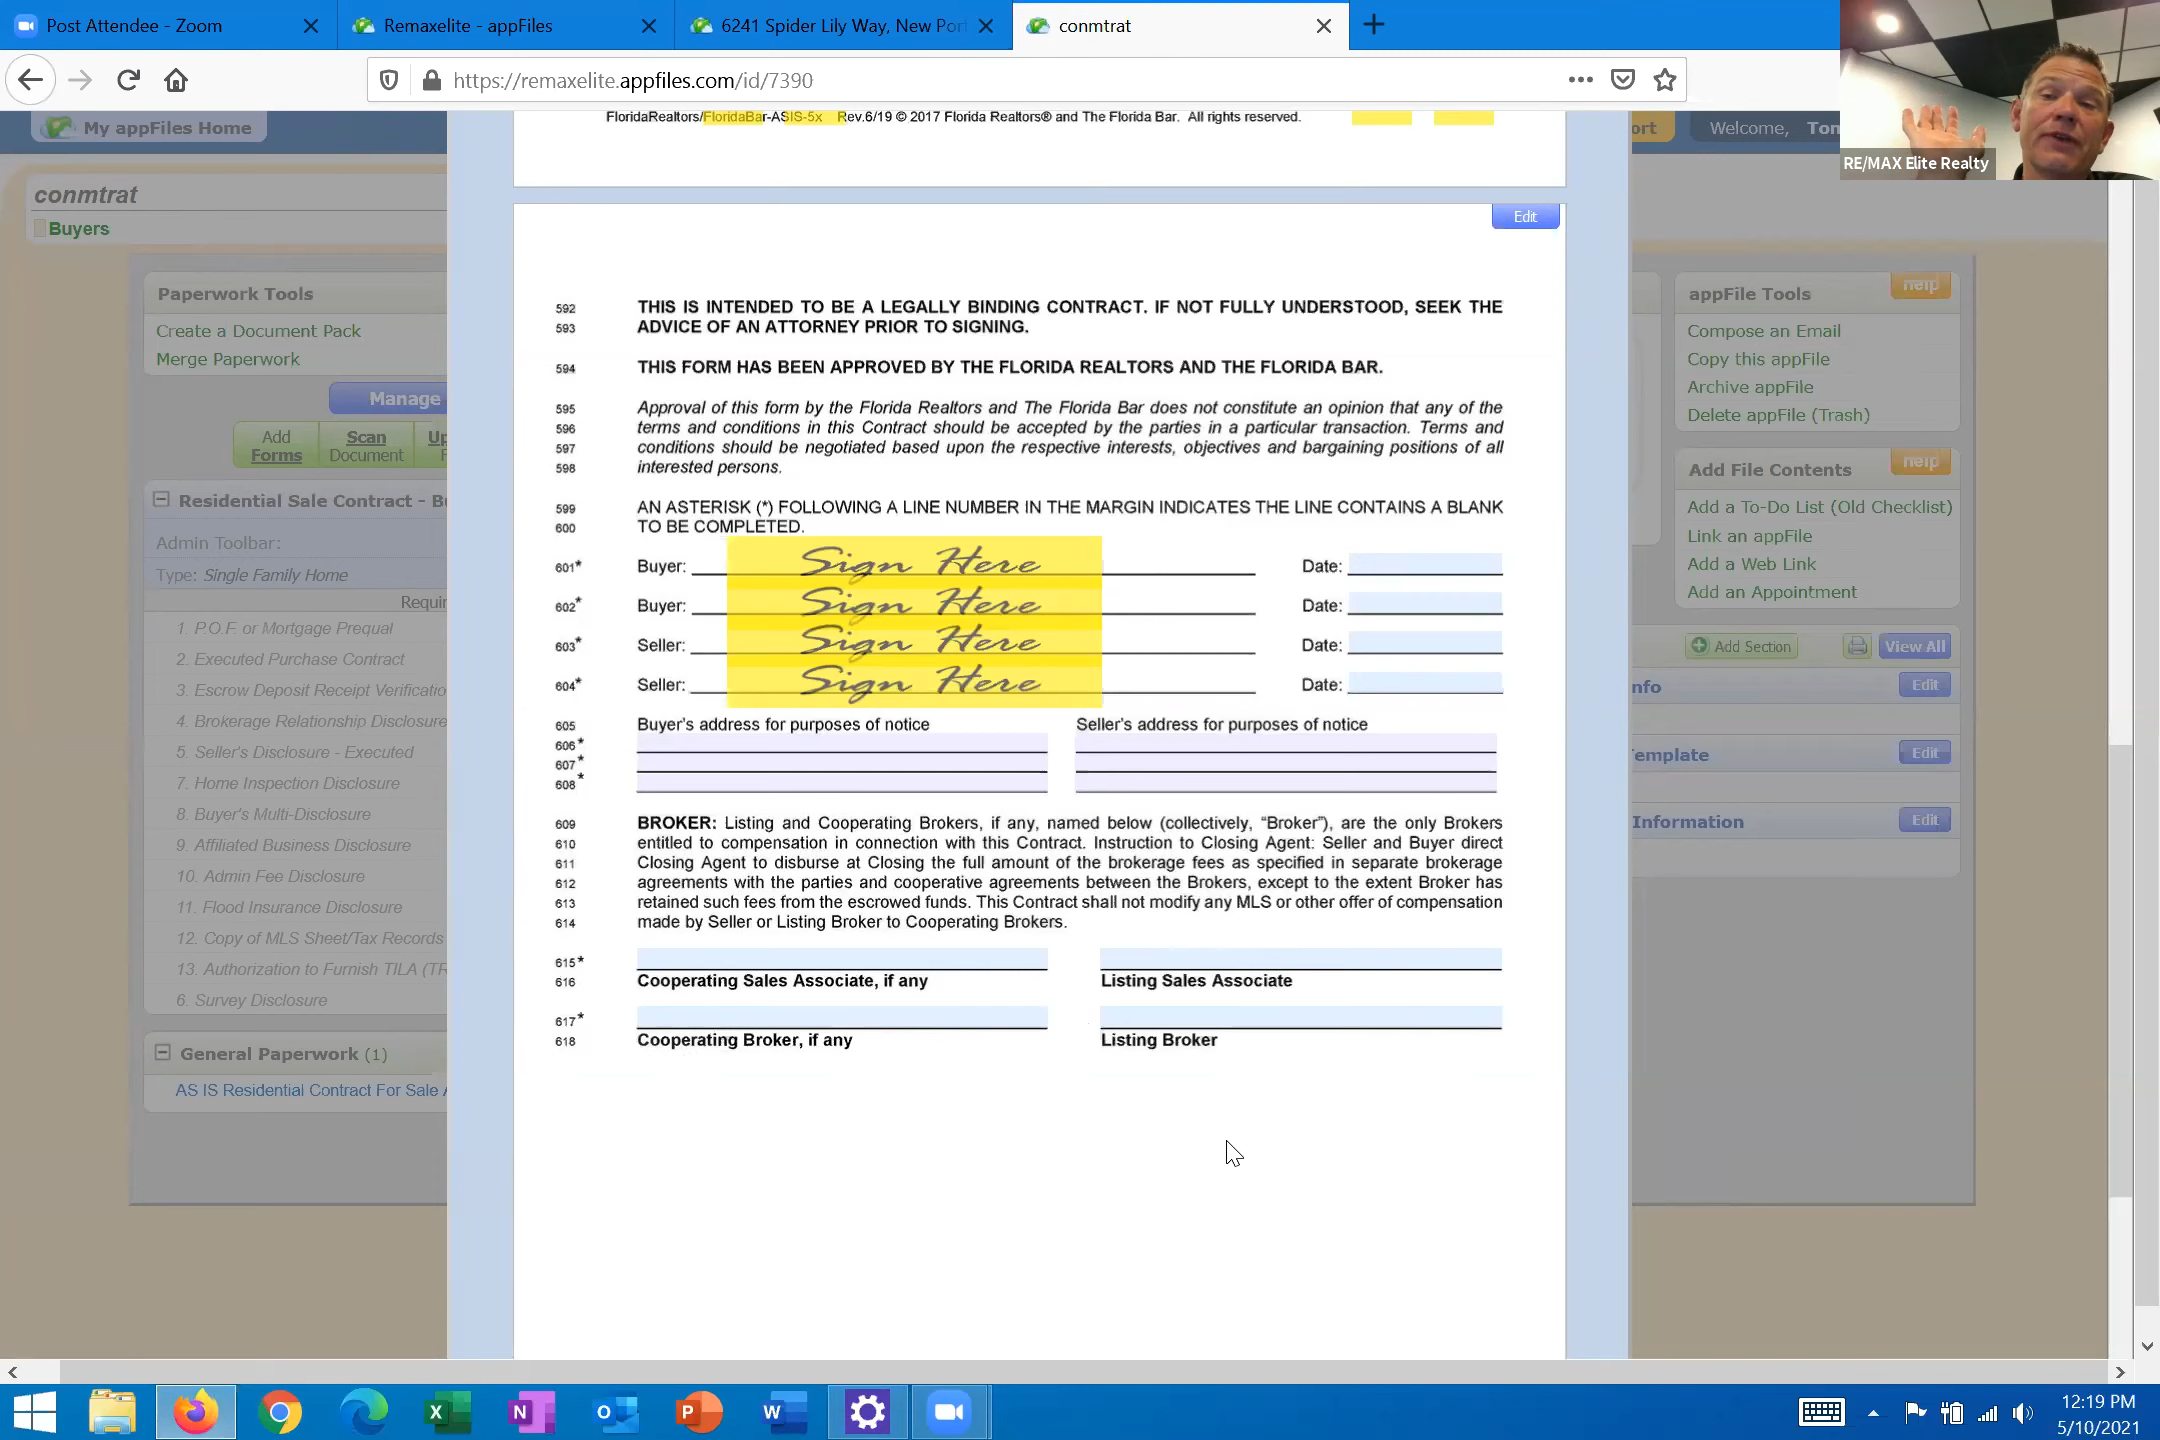 Post Attendee - Zoom
Remaxelite - appFiles
6241 Spider Lily Way, New Port
conmtrat
https://remaxelite.appfiles.com/id/7390
My appFiles Home
Welcome, Tom
RE/MAX Elite Realty
conmtrat
Buyers
Paperwork Tools
Create a Document Pack
Merge Paperwork
Manage
Add Forms
Scan Document
Residential Sale Contract - Bu
Admin Toolbar:
Type: Single Family Home
Requir
1. P.O.F. or Mortgage Prequal
2. Executed Purchase Contract
3. Escrow Deposit Receipt Verificatio
4. Brokerage Relationship Disclosure
5. Seller's Disclosure - Executed
7. Home Inspection Disclosure
8. Buyer's Multi-Disclosure
9. Affiliated Business Disclosure
10. Admin Fee Disclosure
11. Flood Insurance Disclosure
12. Copy of MLS Sheet/Tax Records
13. Authorization to Furnish TILA (TR
6. Survey Disclosure
General Paperwork (1)
AS IS Residential Contract For Sale A
FloridaRealtors/FloridaBar-ASIS-5x Rev.6/19 © 2017 Florida Realtors® and The Florida Bar. All rights reserved.
Edit
592 THIS IS INTENDED TO BE A LEGALLY BINDING CONTRACT. IF NOT FULLY UNDERSTOOD, SEEK THE
593 ADVICE OF AN ATTORNEY PRIOR TO SIGNING.
594 THIS FORM HAS BEEN APPROVED BY THE FLORIDA REALTORS AND THE FLORIDA BAR.
595 Approval of this form by the Florida Realtors and The Florida Bar does not constitute an opinion that any of the
596 terms and conditions in this Contract should be accepted by the parties in a particular transaction. Terms and
597 conditions should be negotiated based upon the respective interests, objectives and bargaining positions of all
598 interested persons.
599 AN ASTERISK (*) FOLLOWING A LINE NUMBER IN THE MARGIN INDICATES THE LINE CONTAINS A BLANK
600 TO BE COMPLETED.
601* Buyer: Sign Here Date:
602* Buyer: Sign Here Date:
603* Seller: Sign Here Date:
604* Seller: Sign Here Date:
605 Buyer's address for purposes of notice Seller's address for purposes of notice
606*
607*
608*
609 BROKER: Listing and Cooperating Brokers, if any, named below (collectively, “Broker”), are the only Brokers
610 entitled to compensation in connection with this Contract. Instruction to Closing Agent: Seller and Buyer direct
611 Closing Agent to disburse at Closing the full amount of the brokerage fees as specified in separate brokerage
612 agreements with the parties and cooperative agreements between the Brokers, except to the extent Broker has
613 retained such fees from the escrowed funds. This Contract shall not modify any MLS or other offer of compensation
614 made by Seller or Listing Broker to Cooperating Brokers.
615*
616 Cooperating Sales Associate, if any Listing Sales Associate
617*
618 Cooperating Broker, if any Listing Broker
appFile Tools help
Compose an Email
Copy this appFile
Archive appFile
Delete appFile (Trash)
Add File Contents help
Add a To-Do List (Old Checklist)
Link an appFile
Add a Web Link
Add an Appointment
Add Section View All
nfo Edit
emplate Edit
Information Edit
12:19 PM
5/10/2021